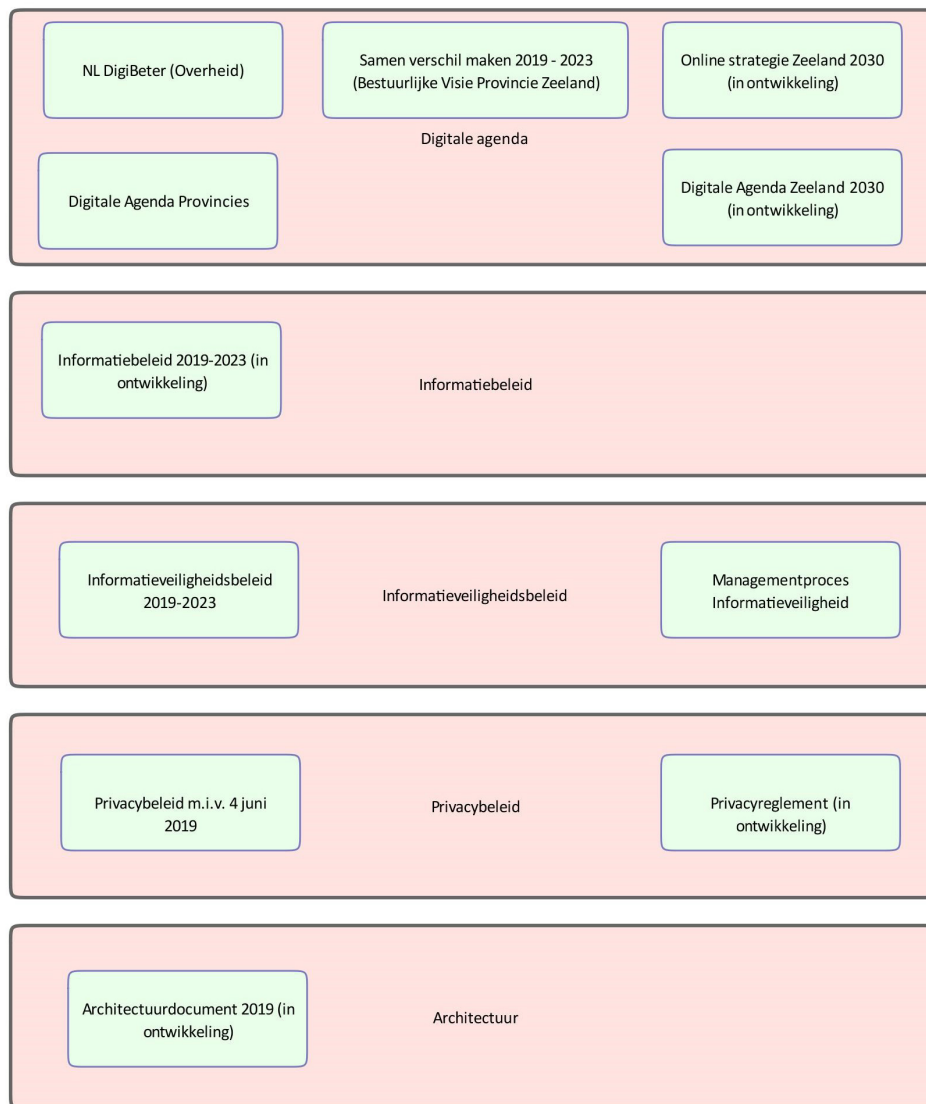 NL DigiBeter (Overheid)
Samen verschil maken 2019 - 2023
(Bestuurlijke Visie Provincie Zeeland)
Online strategie Zeeland 2030
(in ontwikkeling)
Digitale agenda
Digitale Agenda Provincies
Digitale Agenda Zeeland 2030
(in ontwikkeling)
Informatiebeleid 2019-2023 (in
ontwikkeling)
Informatiebeleid
Informatieveiligheidsbeleid
2019-2023
Informatieveiligheidsbeleid
Managementproces
Informatieveiligheid
Privacybeleid m.i.v. 4 juni
2019
Privacybeleid
Privacyreglement (in
ontwikkeling)
Architectuurdocument 2019 (in
ontwikkeling)
Architectuur